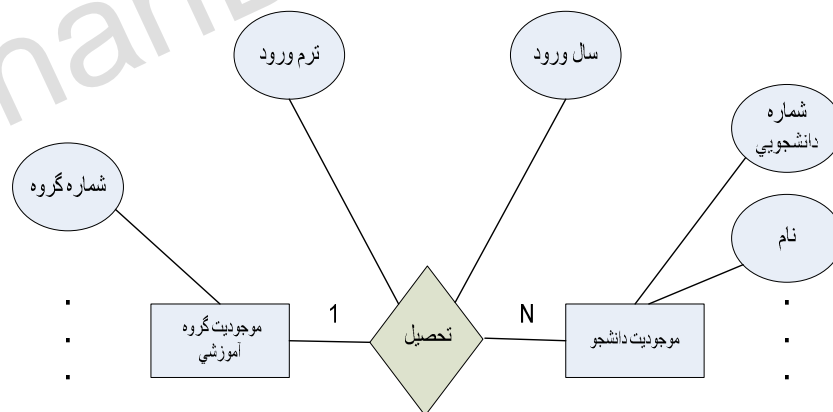 سال ورود
ترم ورود
شماره
دانشجويي
شماره گروه
نام
1
N
موجوديت گروه
آموزشي
تحصيل
موجوديت دانشجو